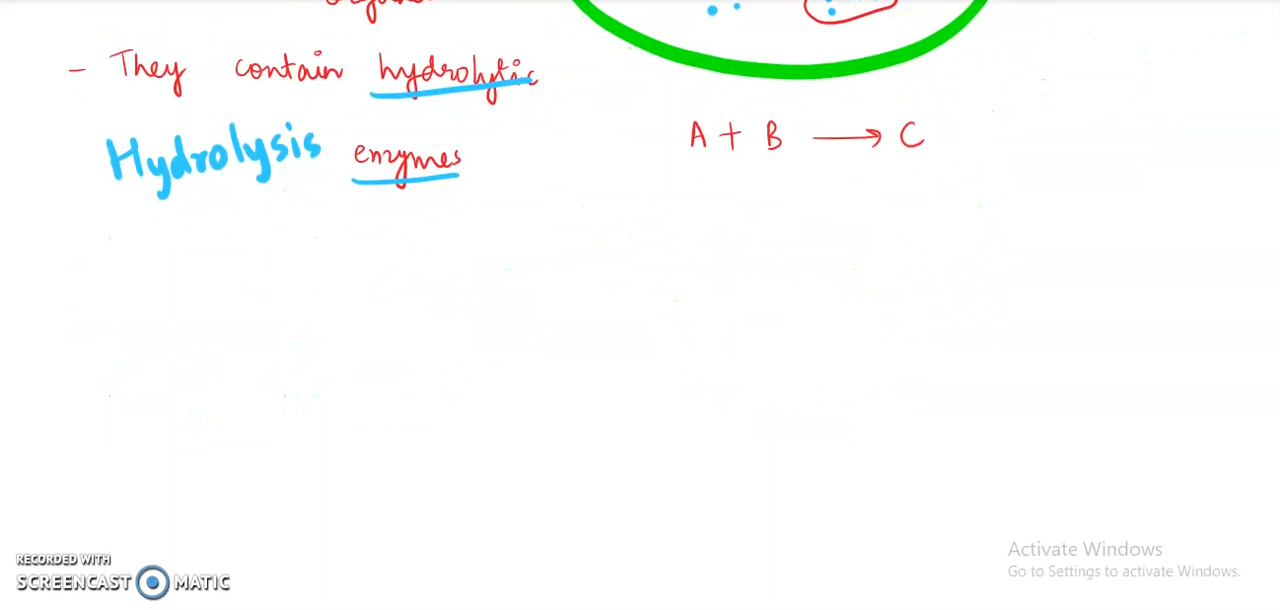 - They contain hydrolytic
Hydrolysis enzymes
A + B ⟶ C
Activate Windows
Go to Settings to activate Windows.
RECORDED WITH
SCREENCAST MATIC